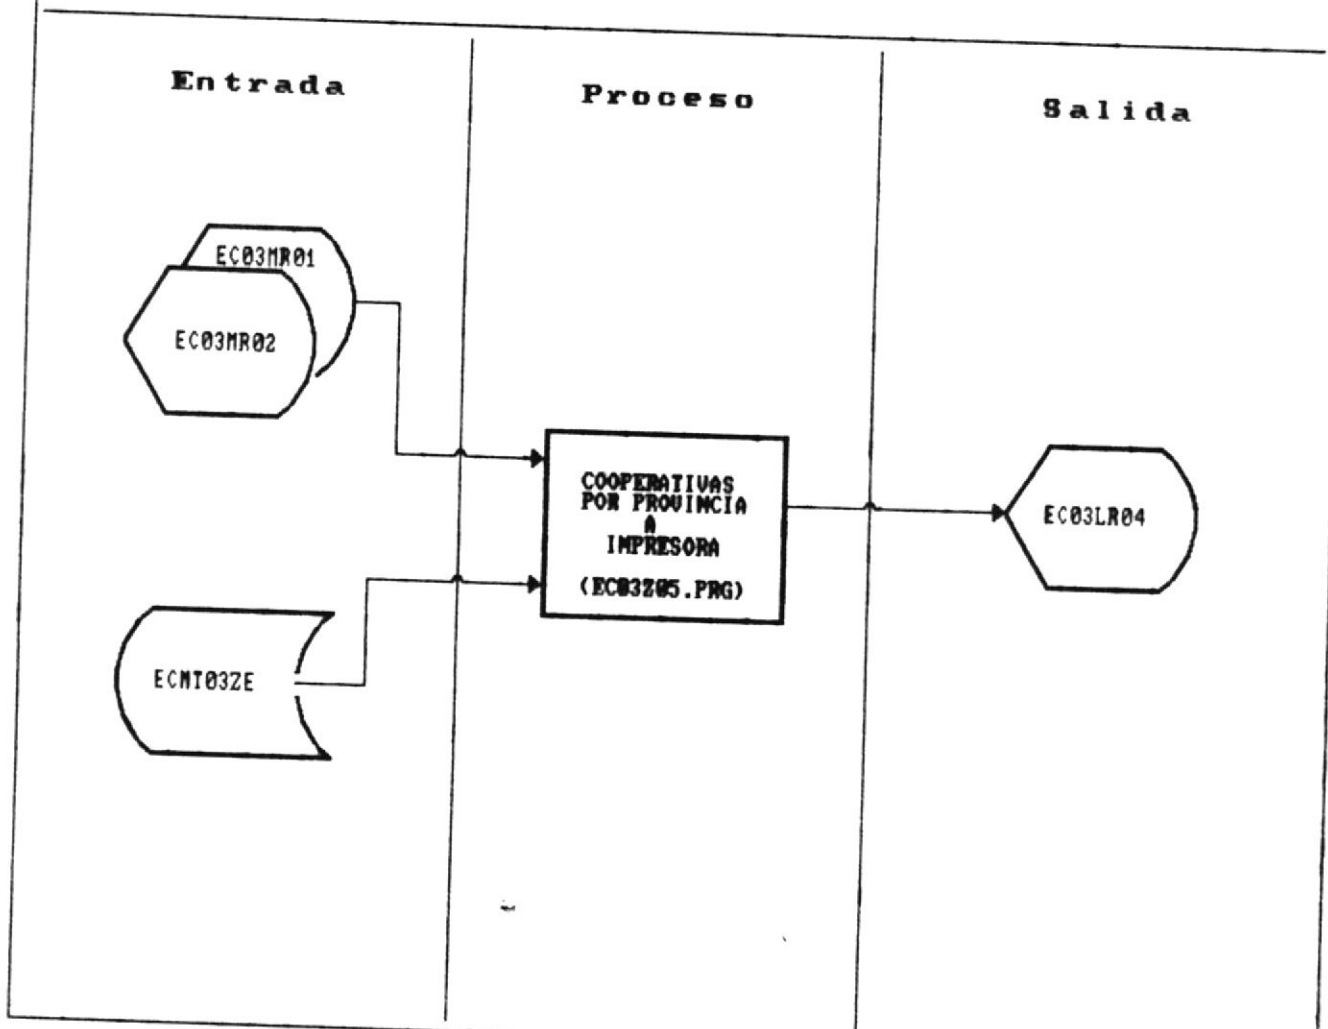 Entrada
Proceso
Salida
EC03MR01
EC03MR02
COOPERATIVAS
POR PROVINCIA
A
IMPRESORA
(EC03Z05.PRG)
EC03LR04
ECMT03ZE